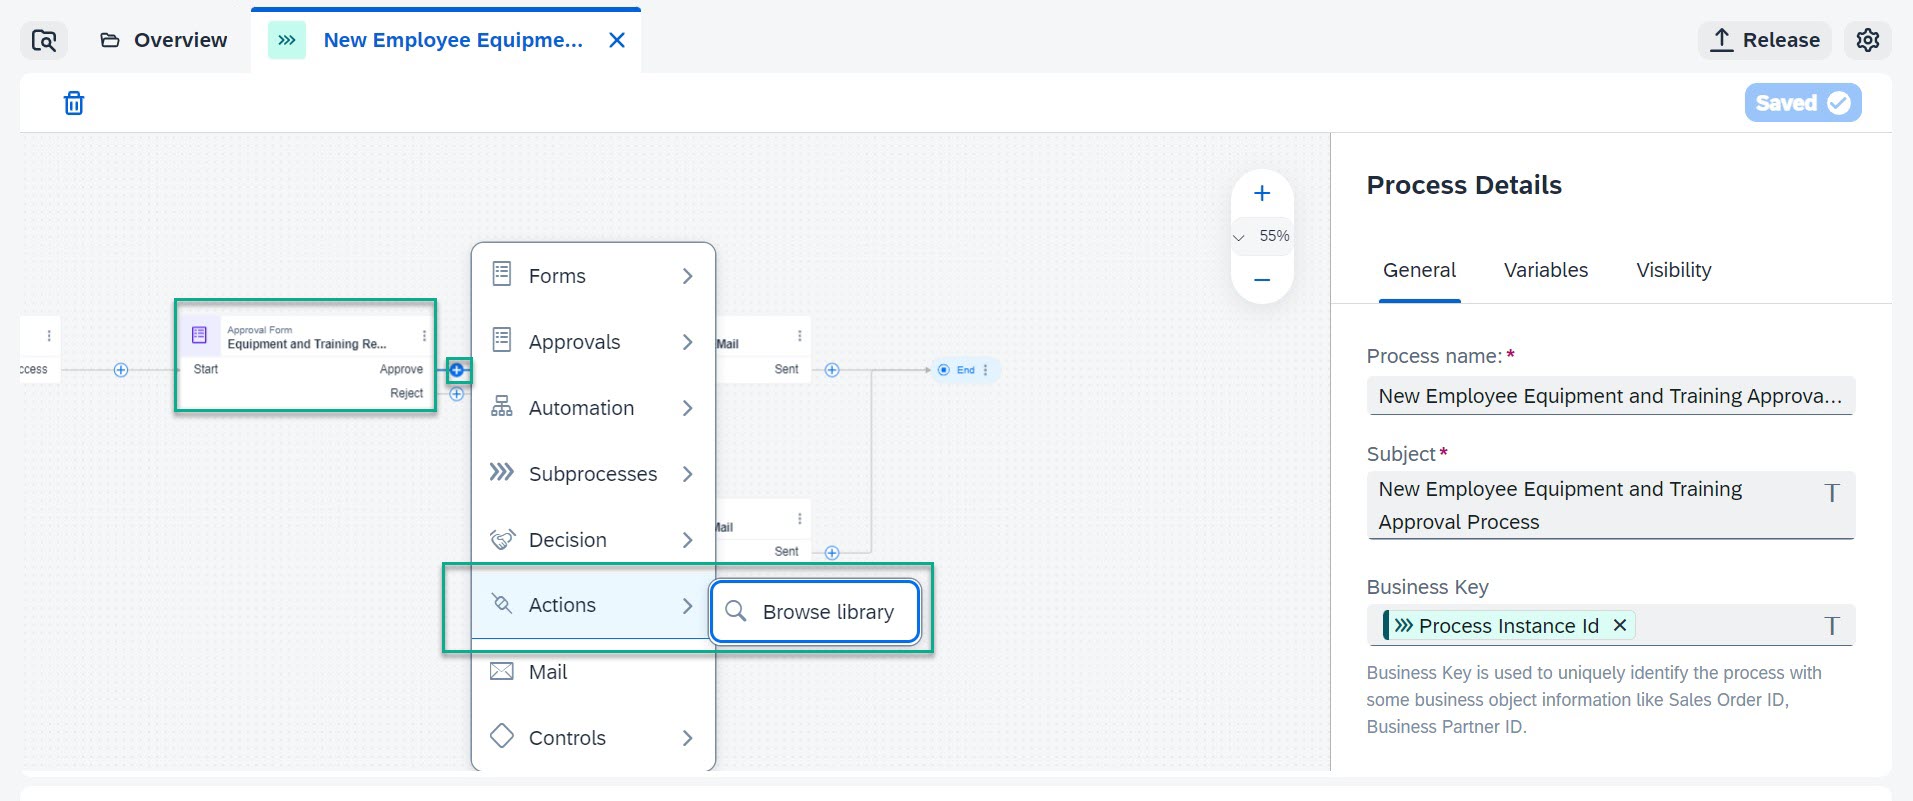 Overview
New Employee Equipme...
Release
Saved
55%
Forms
Approvals
Automation
Subprocesses
Decision
Actions
Browse library
Mail
Controls
ccess
Approval Form
Equipment and Training Re...
Start
Approve
Reject
Mail
Sent
End
Mail
Sent
Process Details
General
Variables
Visibility
Process name:*
New Employee Equipment and Training Approva...
Subject*
New Employee Equipment and Training
Approval Process
Business Key
Process Instance Id
Business Key is used to uniquely identify the process with
some business object information like Sales Order ID,
Business Partner ID.